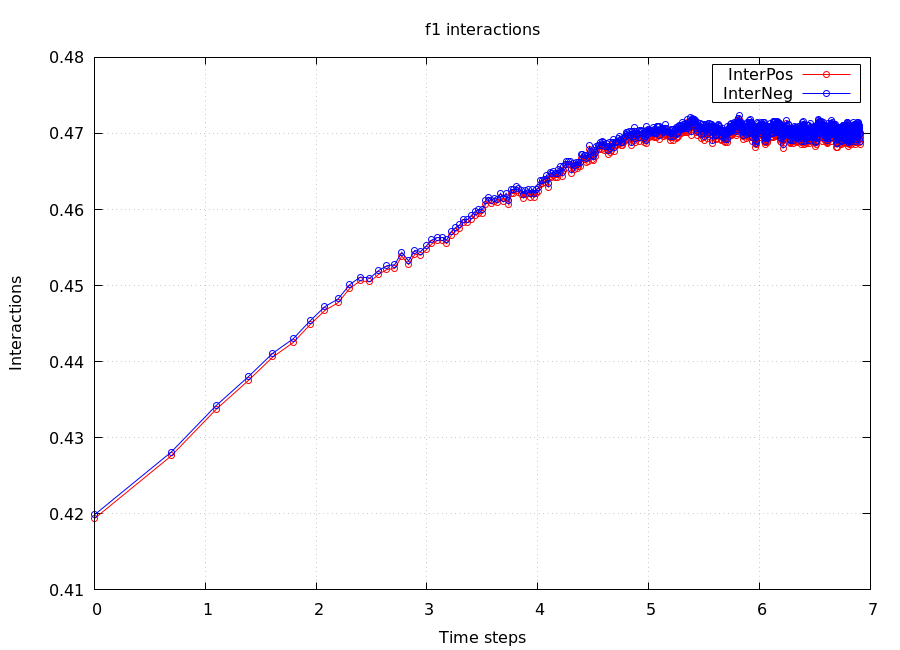 f1 interactions
InterPos
InterNeg
0.48
0.47
0.46
0.45
0.44
0.43
0.42
0.41
Interactions
0 1 2 3 4 5 6 7
Time steps